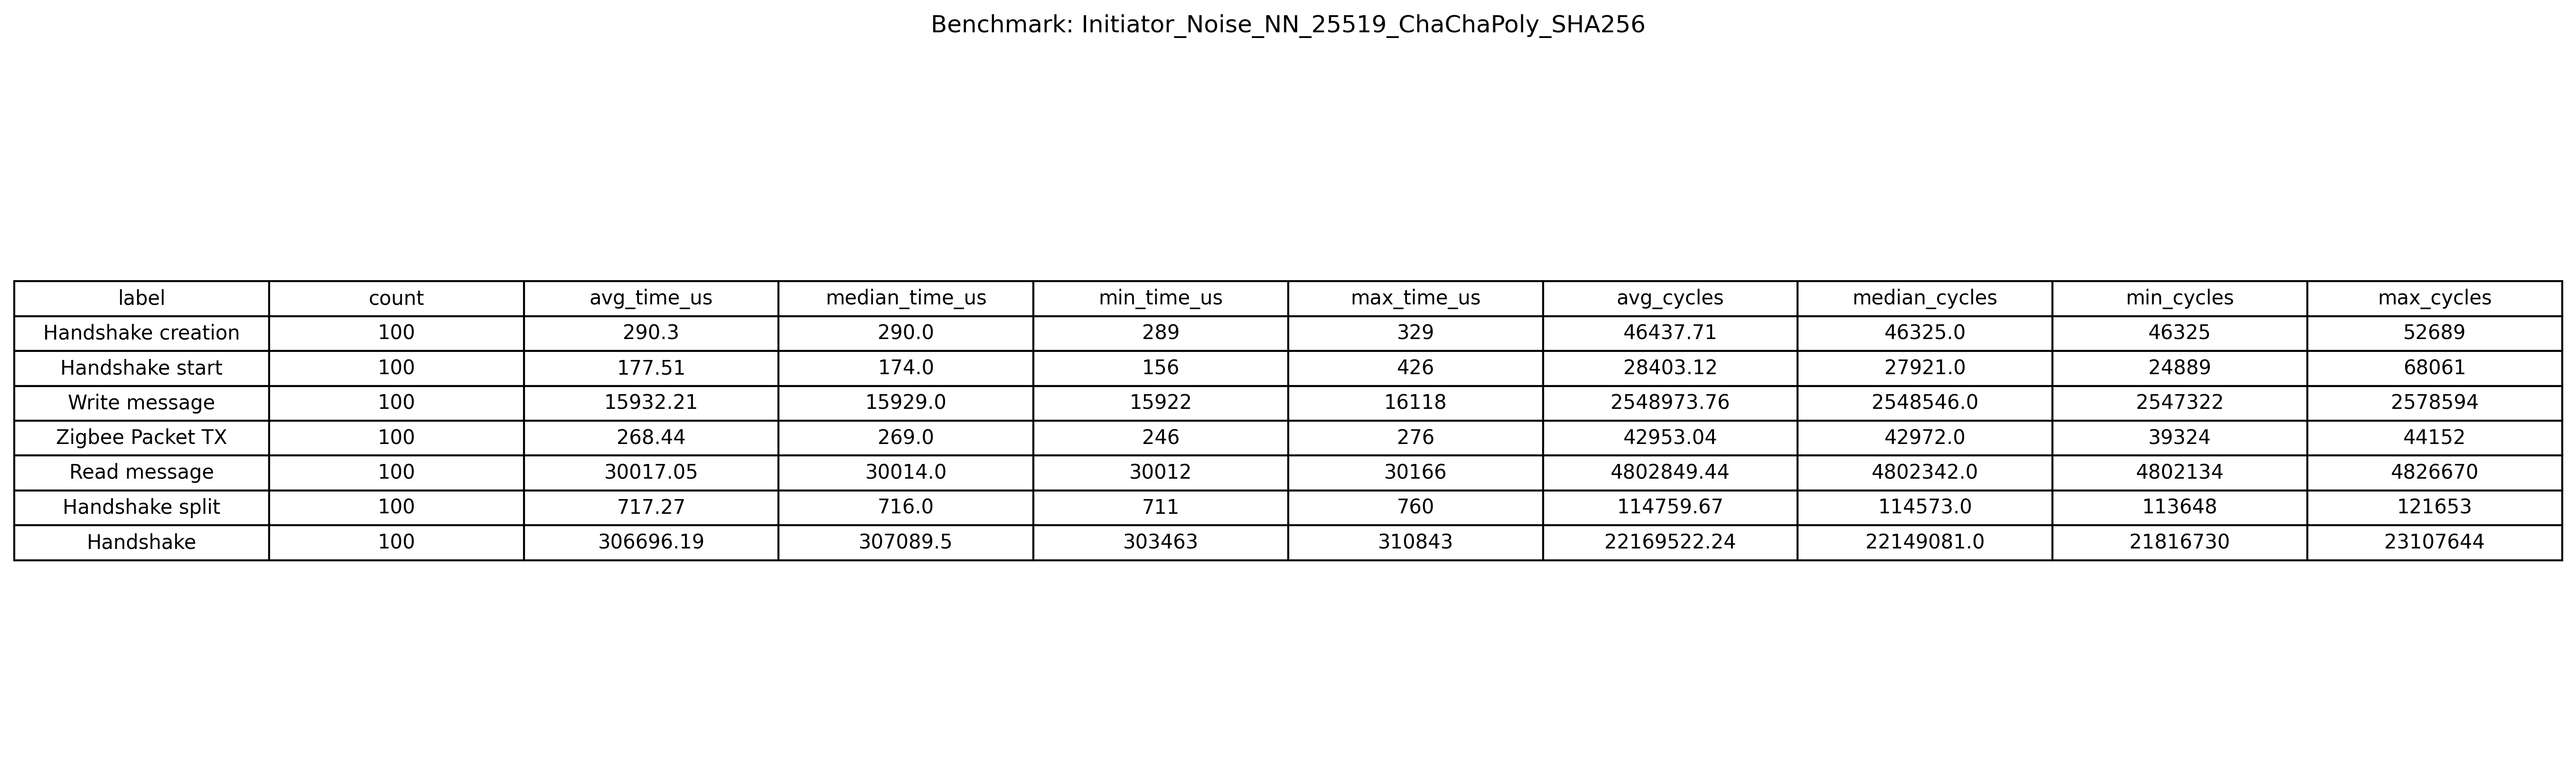 Benchmark: Initiator_Noise_NN_25519_ChaChaPoly_SHA256
label count avg_time_us median_time_us min_time_us max_time_us avg_cycles median_cycles min_cycles max_cycles
Handshake creation 100 290.3 290.0 289 329 46437.71 46325.0 46325 52689
Handshake start 100 177.51 174.0 156 426 28403.12 27921.0 24889 68061
Write message 100 15932.21 15929.0 15922 16118 2548973.76 2548546.0 2547322 2578594
Zigbee Packet TX 100 268.44 269.0 246 276 42953.04 42972.0 39324 44152
Read message 100 30017.05 30014.0 30012 30166 4802849.44 4802342.0 4802134 4826670
Handshake split 100 717.27 716.0 711 760 114759.67 114573.0 113648 121653
Handshake 100 306696.19 307089.5 303463 310843 22169522.24 22149081.0 21816730 23107644